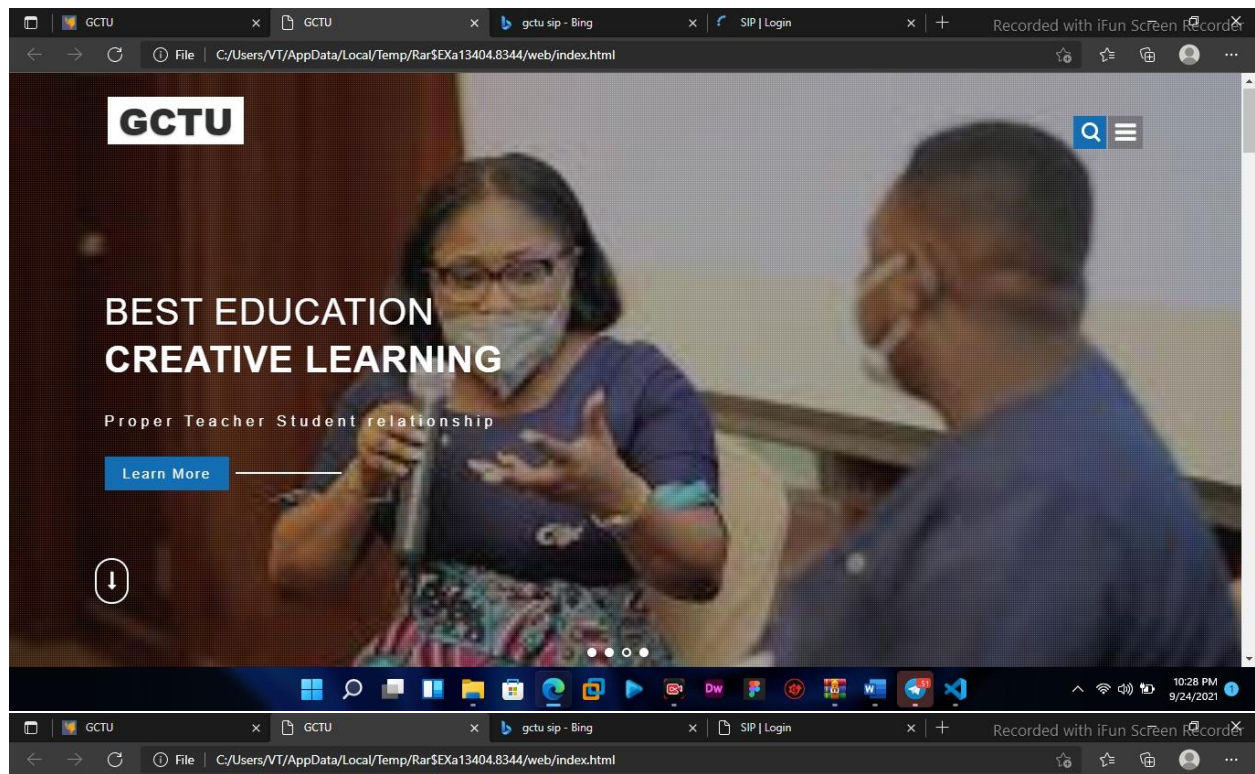 GCTU
GCTU
gctu sip - Bing
SIP | Login
Recorded with iFun Screen Recorder
File
C:/Users/VT/AppData/Local/Temp/Rar$EXa13404.8344/web/index.html
GCTU
BEST EDUCATION
CREATIVE LEARNING
Proper Teacher Student relationship
Learn More
Dw
W
31
10:28 PM
9/24/2021
1
GCTU
GCTU
gctu sip - Bing
SIP | Login
Recorded with iFun Screen Recorder
File
C:/Users/VT/AppData/Local/Temp/Rar$EXa13404.8344/web/index.html